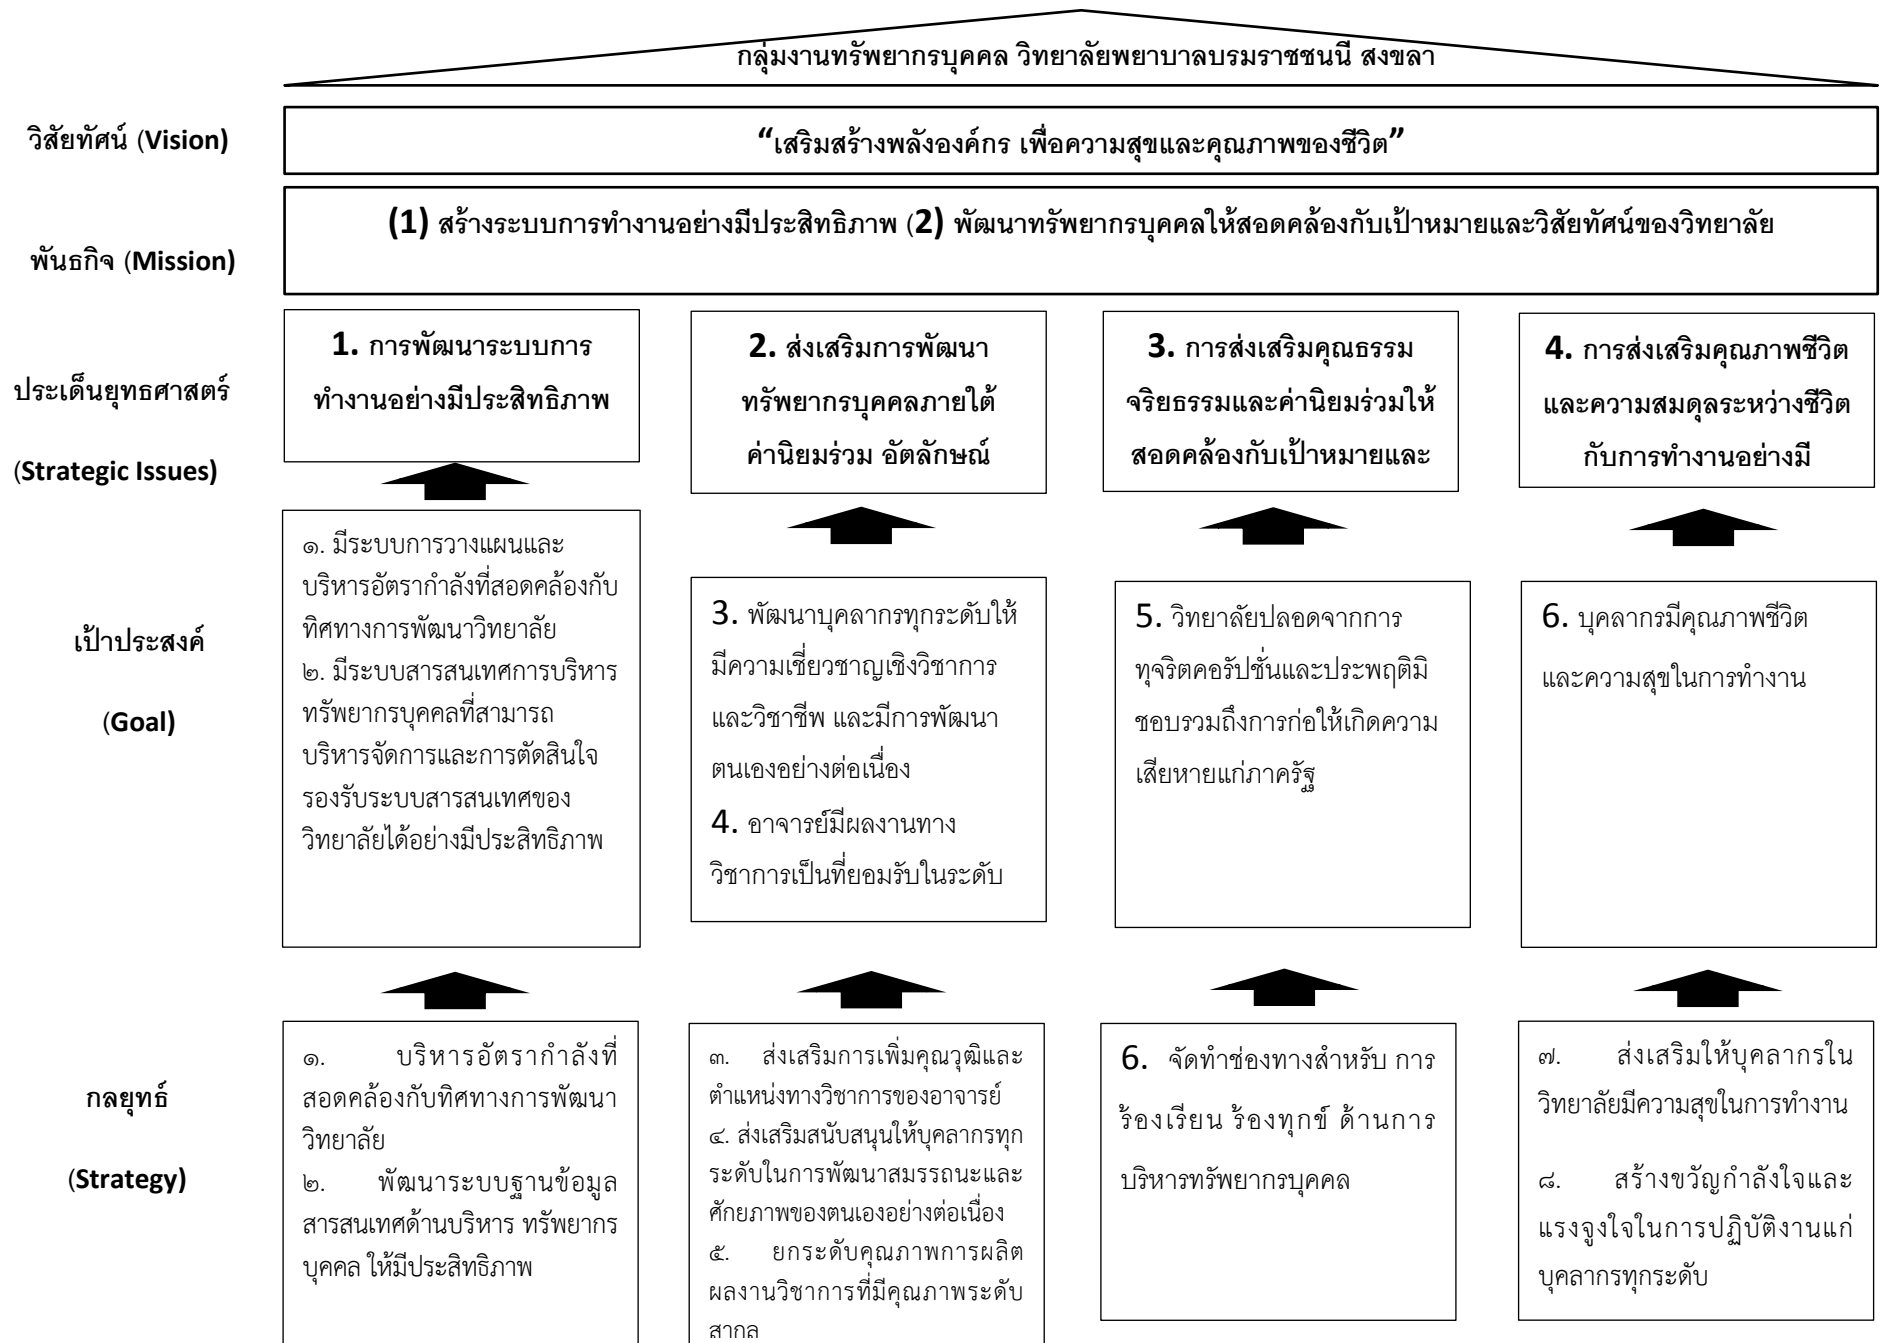 กลุ่มงานทรัพยากรบุคคล วิทยาลัยพยาบาลบรมราชชนนี สงขลา
วิสัยทัศน์ (Vision)
“เสริมสร้างพลังองค์กร เพื่อความสุขและคุณภาพของชีวิต”
พันธกิจ (Mission)
(1) สร้างระบบการทำงานอย่างมีประสิทธิภาพ (2) พัฒนาทรัพยากรบุคคลให้สอดคล้องกับเป้าหมายและวิสัยทัศน์ของวิทยาลัย
ประเด็นยุทธศาสตร์
(Strategic Issues)
1. การพัฒนาระบบการ
ทำงานอย่างมีประสิทธิภาพ
2. ส่งเสริมการพัฒนา
ทรัพยากรบุคคลภายใต้
ค่านิยมร่วม อัตลักษณ์
3. การส่งเสริมคุณธรรม
จริยธรรมและค่านิยมร่วมให้
สอดคล้องกับเป้าหมายและ
4. การส่งเสริมคุณภาพชีวิต
และความสมดุลระหว่างชีวิต
กับการทำงานอย่างมี
เป้าประสงค์
(Goal)
๑. มีระบบการวางแผนและ
บริหารอัตรากำลังที่สอดคล้องกับ
ทิศทางการพัฒนาวิทยาลัย
๒. มีระบบสารสนเทศการบริหาร
ทรัพยากรบุคคลที่สามารถ
บริหารจัดการและการตัดสินใจ
รองรับระบบสารสนเทศของ
วิทยาลัยได้อย่างมีประสิทธิภาพ
3. พัฒนาบุคลากรทุกระดับให้
มีความเชี่ยวชาญเชิงวิชาการ
และวิชาชีพ และมีการพัฒนา
ตนเองอย่างต่อเนื่อง
4. อาจารย์มีผลงานทาง
วิชาการเป็นที่ยอมรับในระดับ
5. วิทยาลัยปลอดจากการ
ทุจริตคอรัปชั่นและประพฤติมิ
ชอบรวมถึงการก่อให้เกิดความ
เสียหายแก่ภาครัฐ
6. บุคลากรมีคุณภาพชีวิต
และความสุขในการทำงาน
กลยุทธ์
(Strategy)
๑. บริหารอัตรากำลังที่
สอดคล้องกับทิศทางการพัฒนา
วิทยาลัย
๒. พัฒนาระบบฐานข้อมูล
สารสนเทศด้านบริหาร ทรัพยากร
บุคคล ให้มีประสิทธิภาพ
๓. ส่งเสริมการเพิ่มคุณวุฒิและ
ตำแหน่งทางวิชาการของอาจารย์
๔. ส่งเสริมสนับสนุนให้บุคลากรทุก
ระดับในการพัฒนาสมรรถนะและ
ศักยภาพของตนเองอย่างต่อเนื่อง
๕. ยกระดับคุณภาพการผลิต
ผลงานวิชาการที่มีคุณภาพระดับ
สากล
6. จัดทำช่องทางสำหรับ การ
ร้องเรียน ร้องทุกข์ ด้านการ
บริหารทรัพยากรบุคคล
๗. ส่งเสริมให้บุคลากรใน
วิทยาลัยมีความสุขในการทำงาน
๘. สร้างขวัญกำลังใจและ
แรงจูงใจในการปฏิบัติงานแก่
บุคลากรทุกระดับ